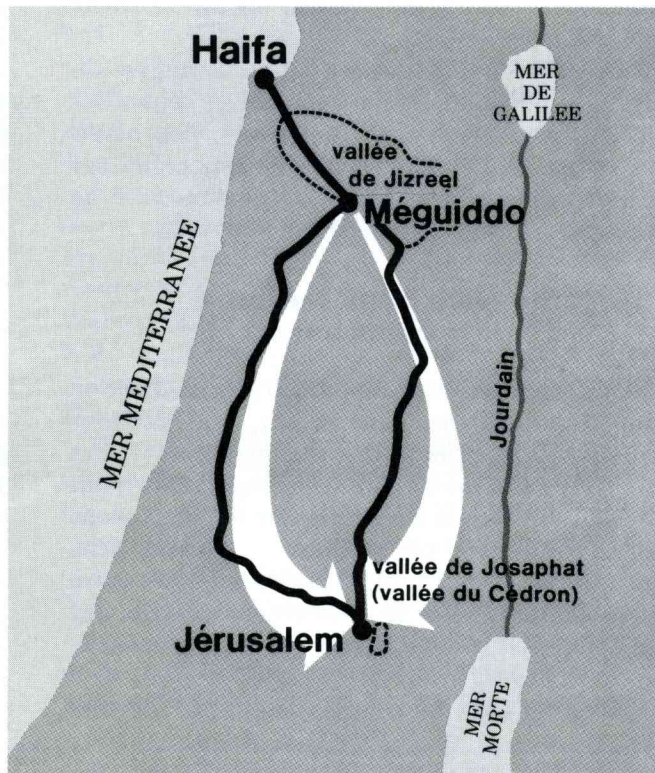 Haifa
MER
DE
GALILEE
vallée
de Jizreel
Méguiddo
MER MEDITERRANEE
Jourdain
vallée de Josaphat
(vallée du Cédron)
Jérusalem
MER
MORTE